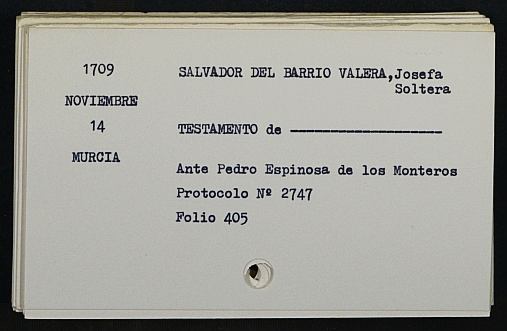 1709
NOVIEMBRE
14
MURCIA
SALVADOR DEL BARRIO VALERA,Josefa
Soltera
TESTAMENTO de -------------------
Ante Pedro Espinosa de los Monteros
Protocolo Nº 2747
Folio 405